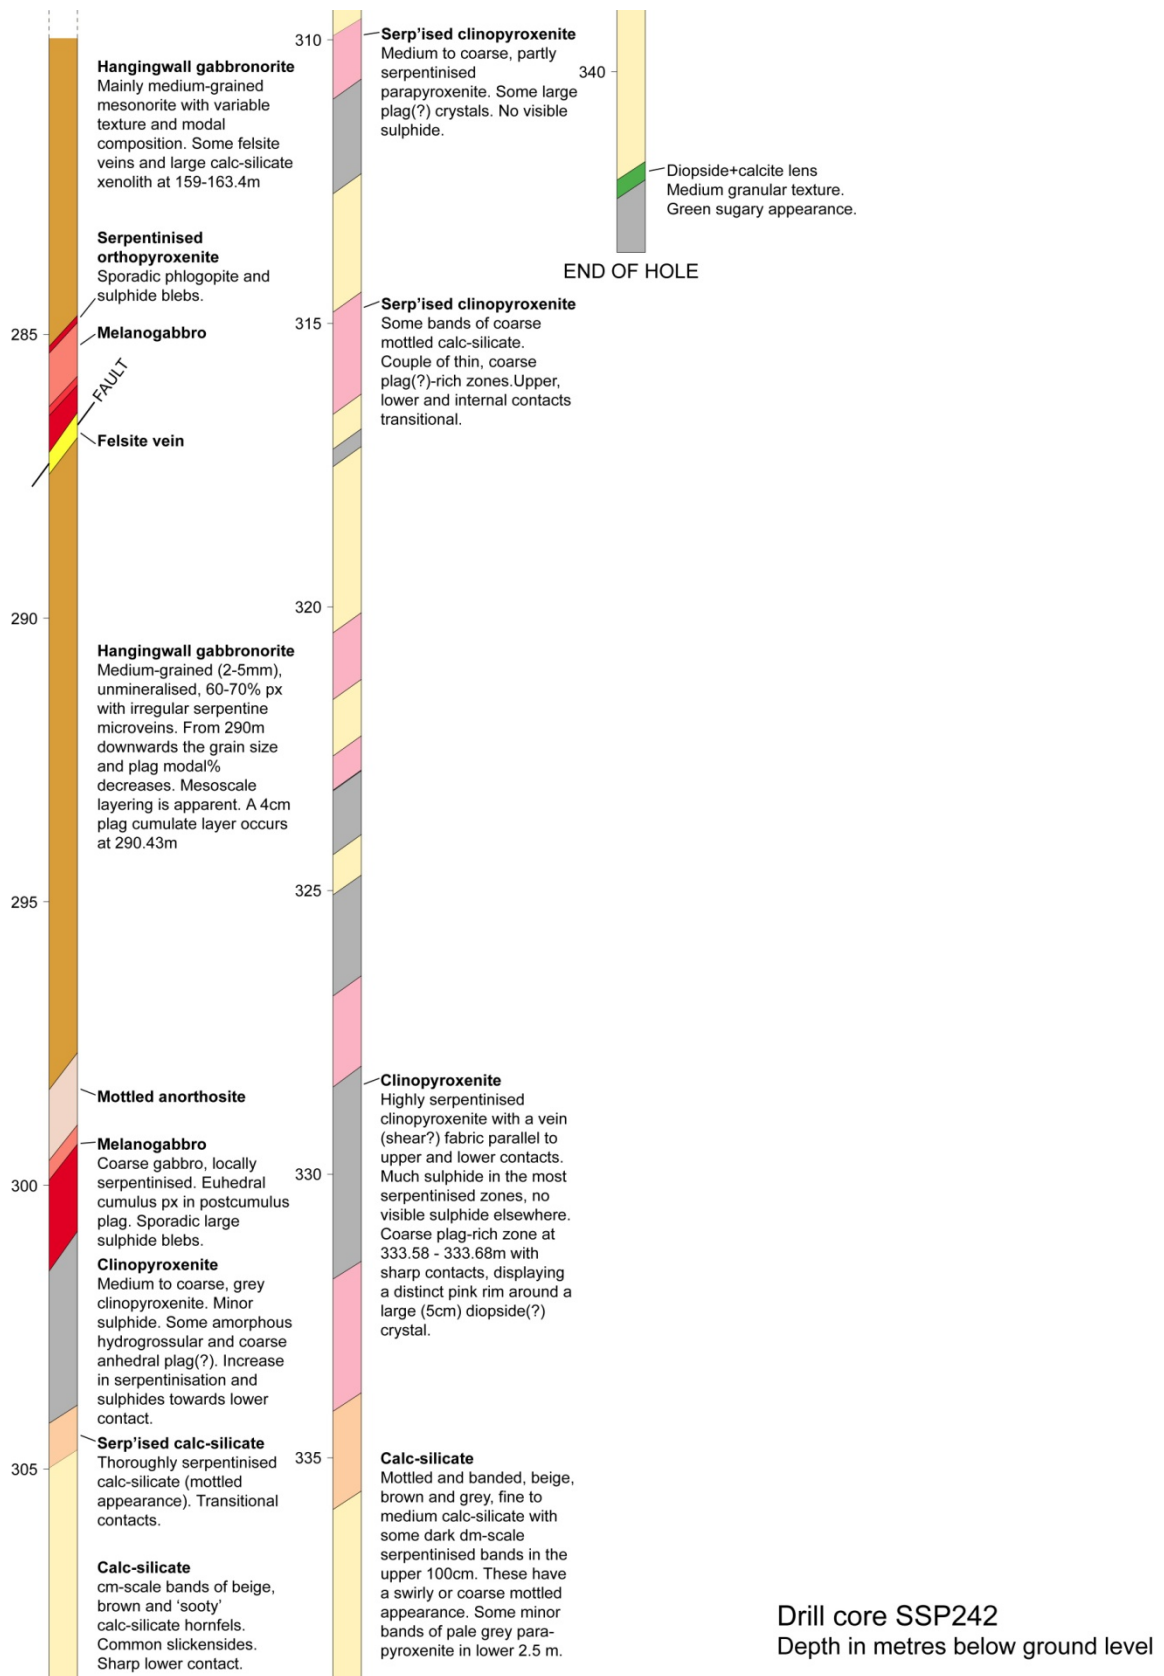 Hangingwall gabbronorite
Mainly medium-grained
mesonorite with variable
texture and modal
composition. Some felsite
veins and large calc-silicate
xenolith at 159-163.4m
Serpentinised
orthopyroxenite
Sporadic phlogopite and
sulphide blebs.
285
Melanogabbro
FAULT
Felsite vein
290
Hangingwall gabbronorite
Medium-grained (2-5mm),
unmineralised, 60-70% px
with irregular serpentine
microveins. From 290m
downwards the grain size
and plag modal%
decreases. Mesoscale
layering is apparent. A 4cm
plag cumulate layer occurs
at 290.43m
295
Mottled anorthosite
Melanogabbro
Coarse gabbro, locally
serpentinised. Euhedral
cumulus px in postcumulus
plag. Sporadic large
sulphide blebs.
300
Clinopyroxenite
Medium to coarse, grey
clinopyroxenite. Minor
sulphide. Some amorphous
hydrogrossular and coarse
anhedral plag(?). Increase
in serpentinisation and
sulphides towards lower
contact.
Serp'ised calc-silicate
Thoroughly serpentinised
calc-silicate (mottled
appearance). Transitional
contacts.
305
Calc-silicate
cm-scale bands of beige,
brown and 'sooty'
calc-silicate hornfels.
Common slickensides.
Sharp lower contact.
310
Serp'ised clinopyroxenite
Medium to coarse, partly
serpentinised
parapyroxenite. Some large
plag(?) crystals. No visible
sulphide.
Serp'ised clinopyroxenite
315
Some bands of coarse
mottled calc-silicate.
Couple of thin, coarse
plag(?)-rich zones.Upper,
lower and internal contacts
transitional.
320
325
Clinopyroxenite
Highly serpentinised
clinopyroxenite with a vein
(shear?) fabric parallel to
upper and lower contacts.
Much sulphide in the most
serpentinised zones, no
visible sulphide elsewhere.
Coarse plag-rich zone at
333.58 - 333.68m with
sharp contacts, displaying
a distinct pink rim around a
large (5cm) diopside(?)
crystal.
330
335
Calc-silicate
Mottled and banded, beige,
brown and grey, fine to
medium calc-silicate with
some dark dm-scale
serpentinised bands in the
upper 100cm. These have
a swirly or coarse mottled
appearance. Some minor
bands of pale grey para-
pyroxenite in lower 2.5 m.
340
Diopside+calcite lens
Medium granular texture.
Green sugary appearance.
END OF HOLE
Drill core SSP242
Depth in metres below ground level